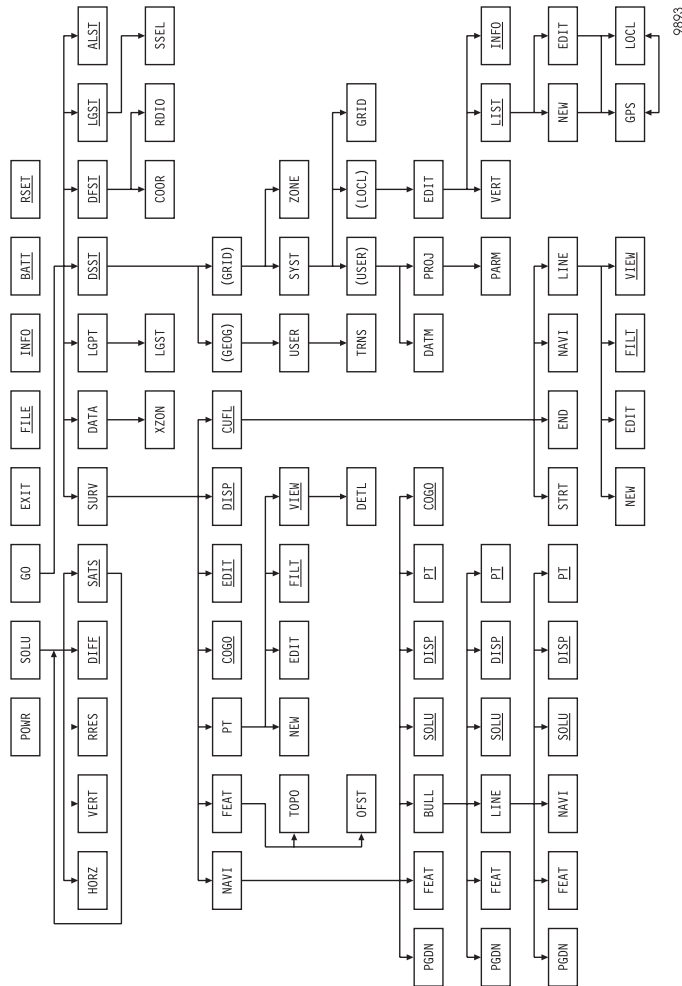 POWR
SOLU
GO
EXIT
FILE
INFO
BATT
RSET
HORZ
VERT
RRES
DIFF
SATS
SURV
DATA
LGPT
DSST
DFST
LGST
ALST
XZON
LGST
COOR
RDIO
SSEL
NAVI
FEAT
PT
COGO
EDIT
DISP
CUFL
(GEOG)
(GRID)
TOPO
NEW
EDIT
FILT
VIEW
USER
SYST
ZONE
OFST
DETL
TRNS
(USER)
(LOCL)
GRID
PGDN
FEAT
BULL
SOLU
DISP
PT
COGO
DATM
PROJ
EDIT
PGDN
FEAT
LINE
SOLU
DISP
PT
PARM
VERT
LIST
INFO
PGDN
FEAT
NAVI
SOLU
DISP
PT
STRT
END
NAVI
LINE
NEW
EDIT
NEW
EDIT
FILT
VIEW
GPS
LOCL
9893